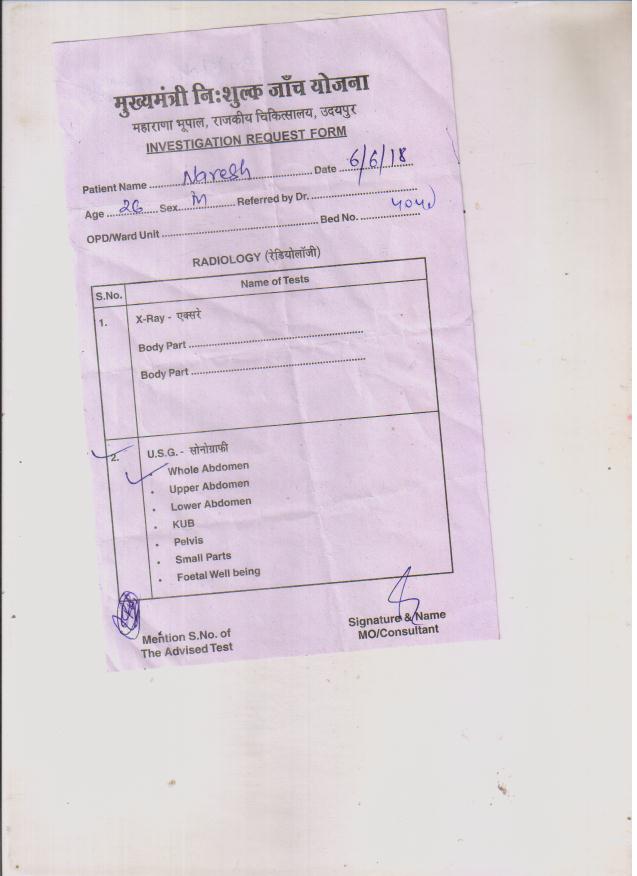 मुख्यमंत्री निःशुल्क जाँच योजना
महाराणा भूपाल, राजकीय चिकित्सालय, उदयपुर
INVESTIGATION REQUEST FORM
Patient Name Naresh Date 6/6/18
Age 26 Sex M Referred by Dr.
OPD/Ward Unit Bed No.
RADIOLOGY (रेडियोलॉजी)
S.No. Name of Tests
1. X-Ray - एक्सरे
Body Part
Body Part
2. U.S.G. - सोनोग्राफी
Whole Abdomen
• Upper Abdomen
• Lower Abdomen
• KUB
• Pelvis
• Small Parts
• Foetal Well being
Mention S.No. of
The Advised Test
Signature & Name
MO/Consultant